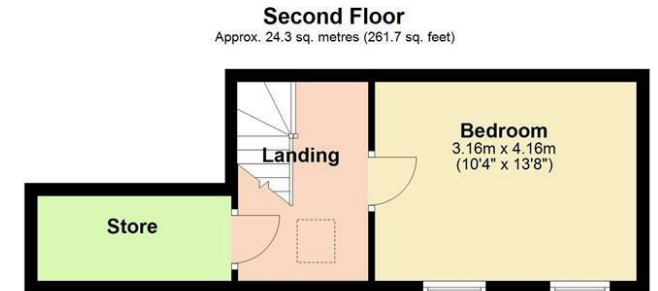 Second Floor
Approx. 24.3 sq. metres (261.7 sq. feet)
Bedroom
3.16m x 4.16m
(10'4" x 13'8")
Landing
Store